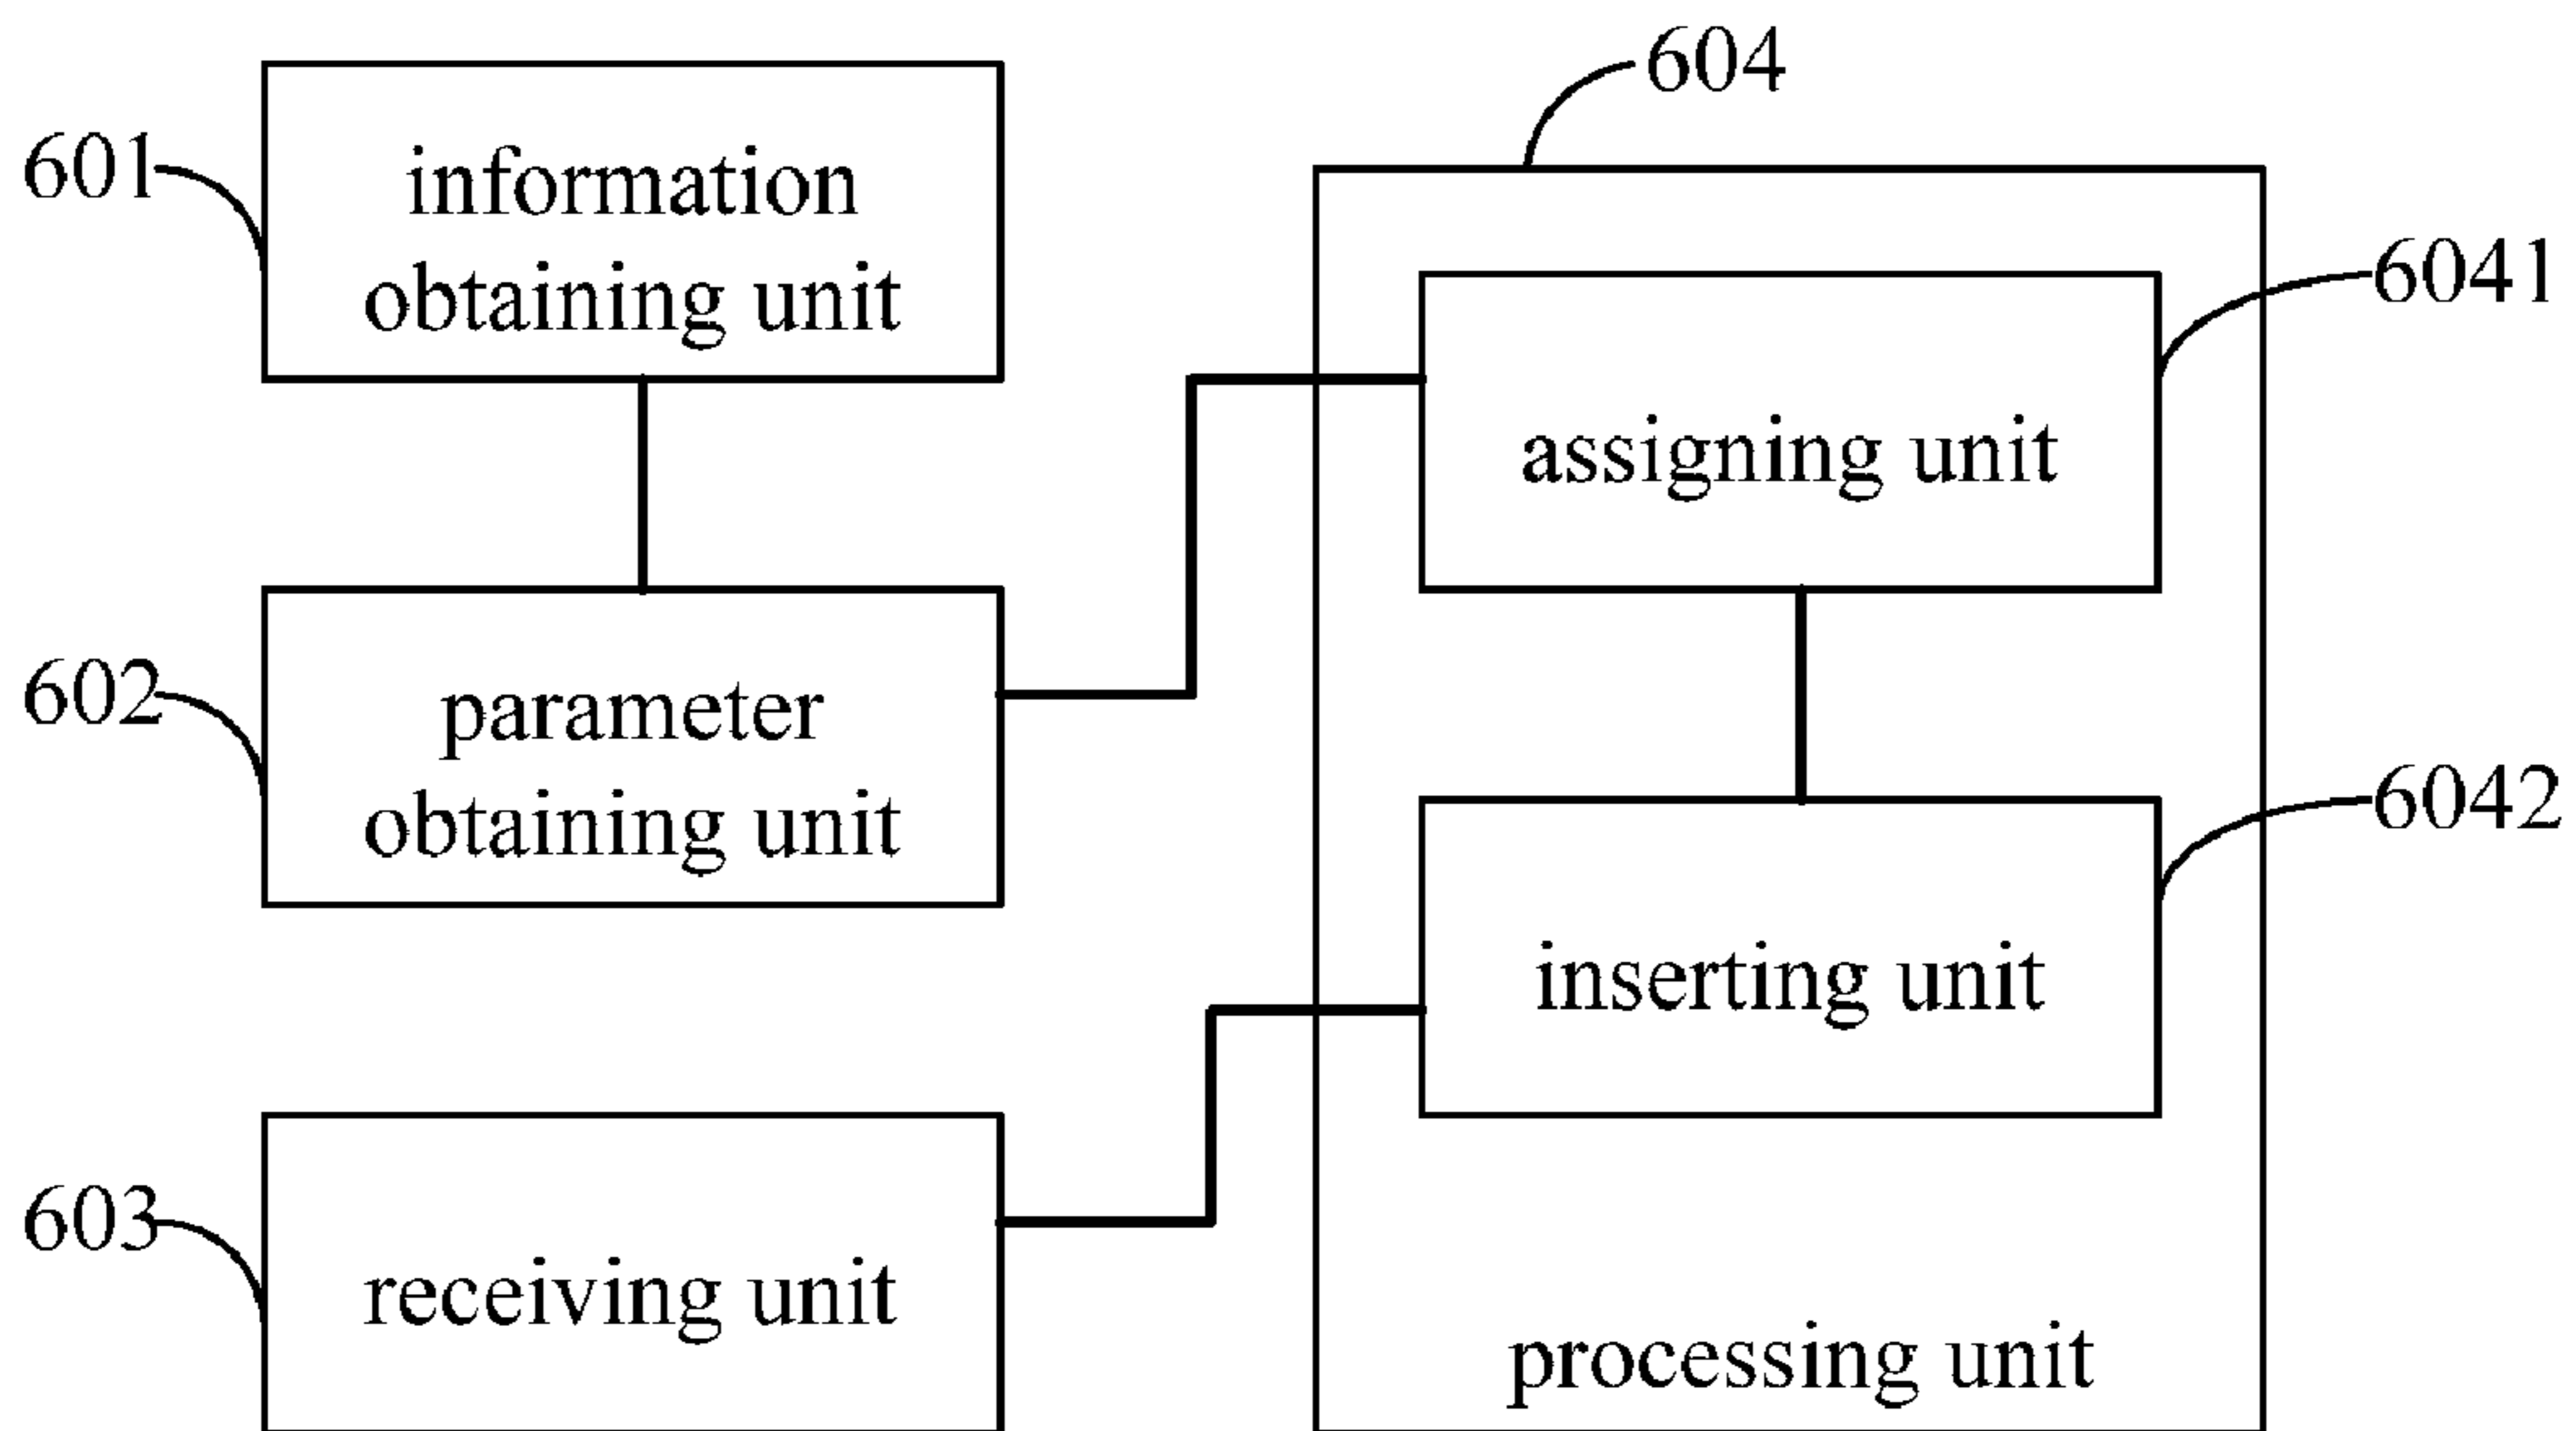 601
information
obtaining unit
602
parameter
obtaining unit
603
receiving unit
604
6041
assigning unit
6042
inserting unit
processing unit